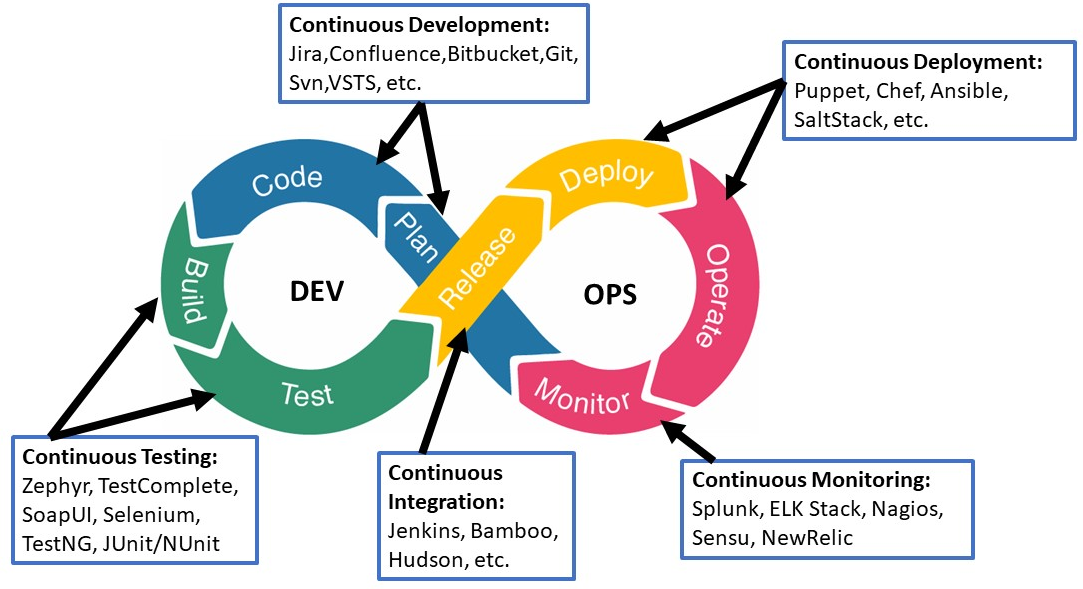 Continuous Development:
Jira,Confluence,Bitbucket,Git,
Svn,VSTS, etc.
Continuous Deployment:
Puppet, Chef, Ansible,
SaltStack, etc.
Code
Plan
Build
Test
DEV
Release
Deploy
Operate
Monitor
OPS
Continuous Testing:
Zephyr, TestComplete,
SoapUI, Selenium,
TestNG, JUnit/NUnit
Continuous
Integration:
Jenkins, Bamboo,
Hudson, etc.
Continuous Monitoring:
Splunk, ELK Stack, Nagios,
Sensu, NewRelic